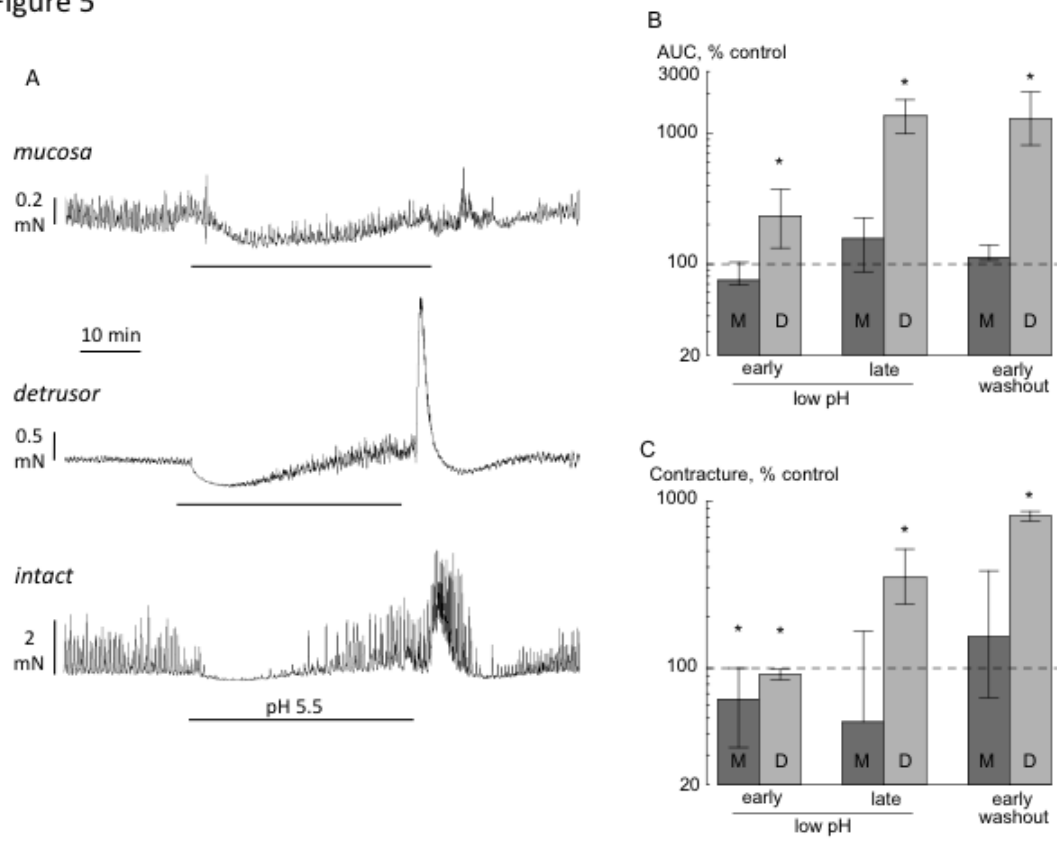 Figure 5
A
mucosa
0.2
mN
10 min
detrusor
0.5
mN
intact
2
mN
pH 5.5
B
AUC, % control
3000
*
*
*
1000
100
M D M D M D
20
early late early
washout
low pH
C
Contracture, % control
1000
*
*
* *
100
M D M D M D
20
early late early
washout
low pH